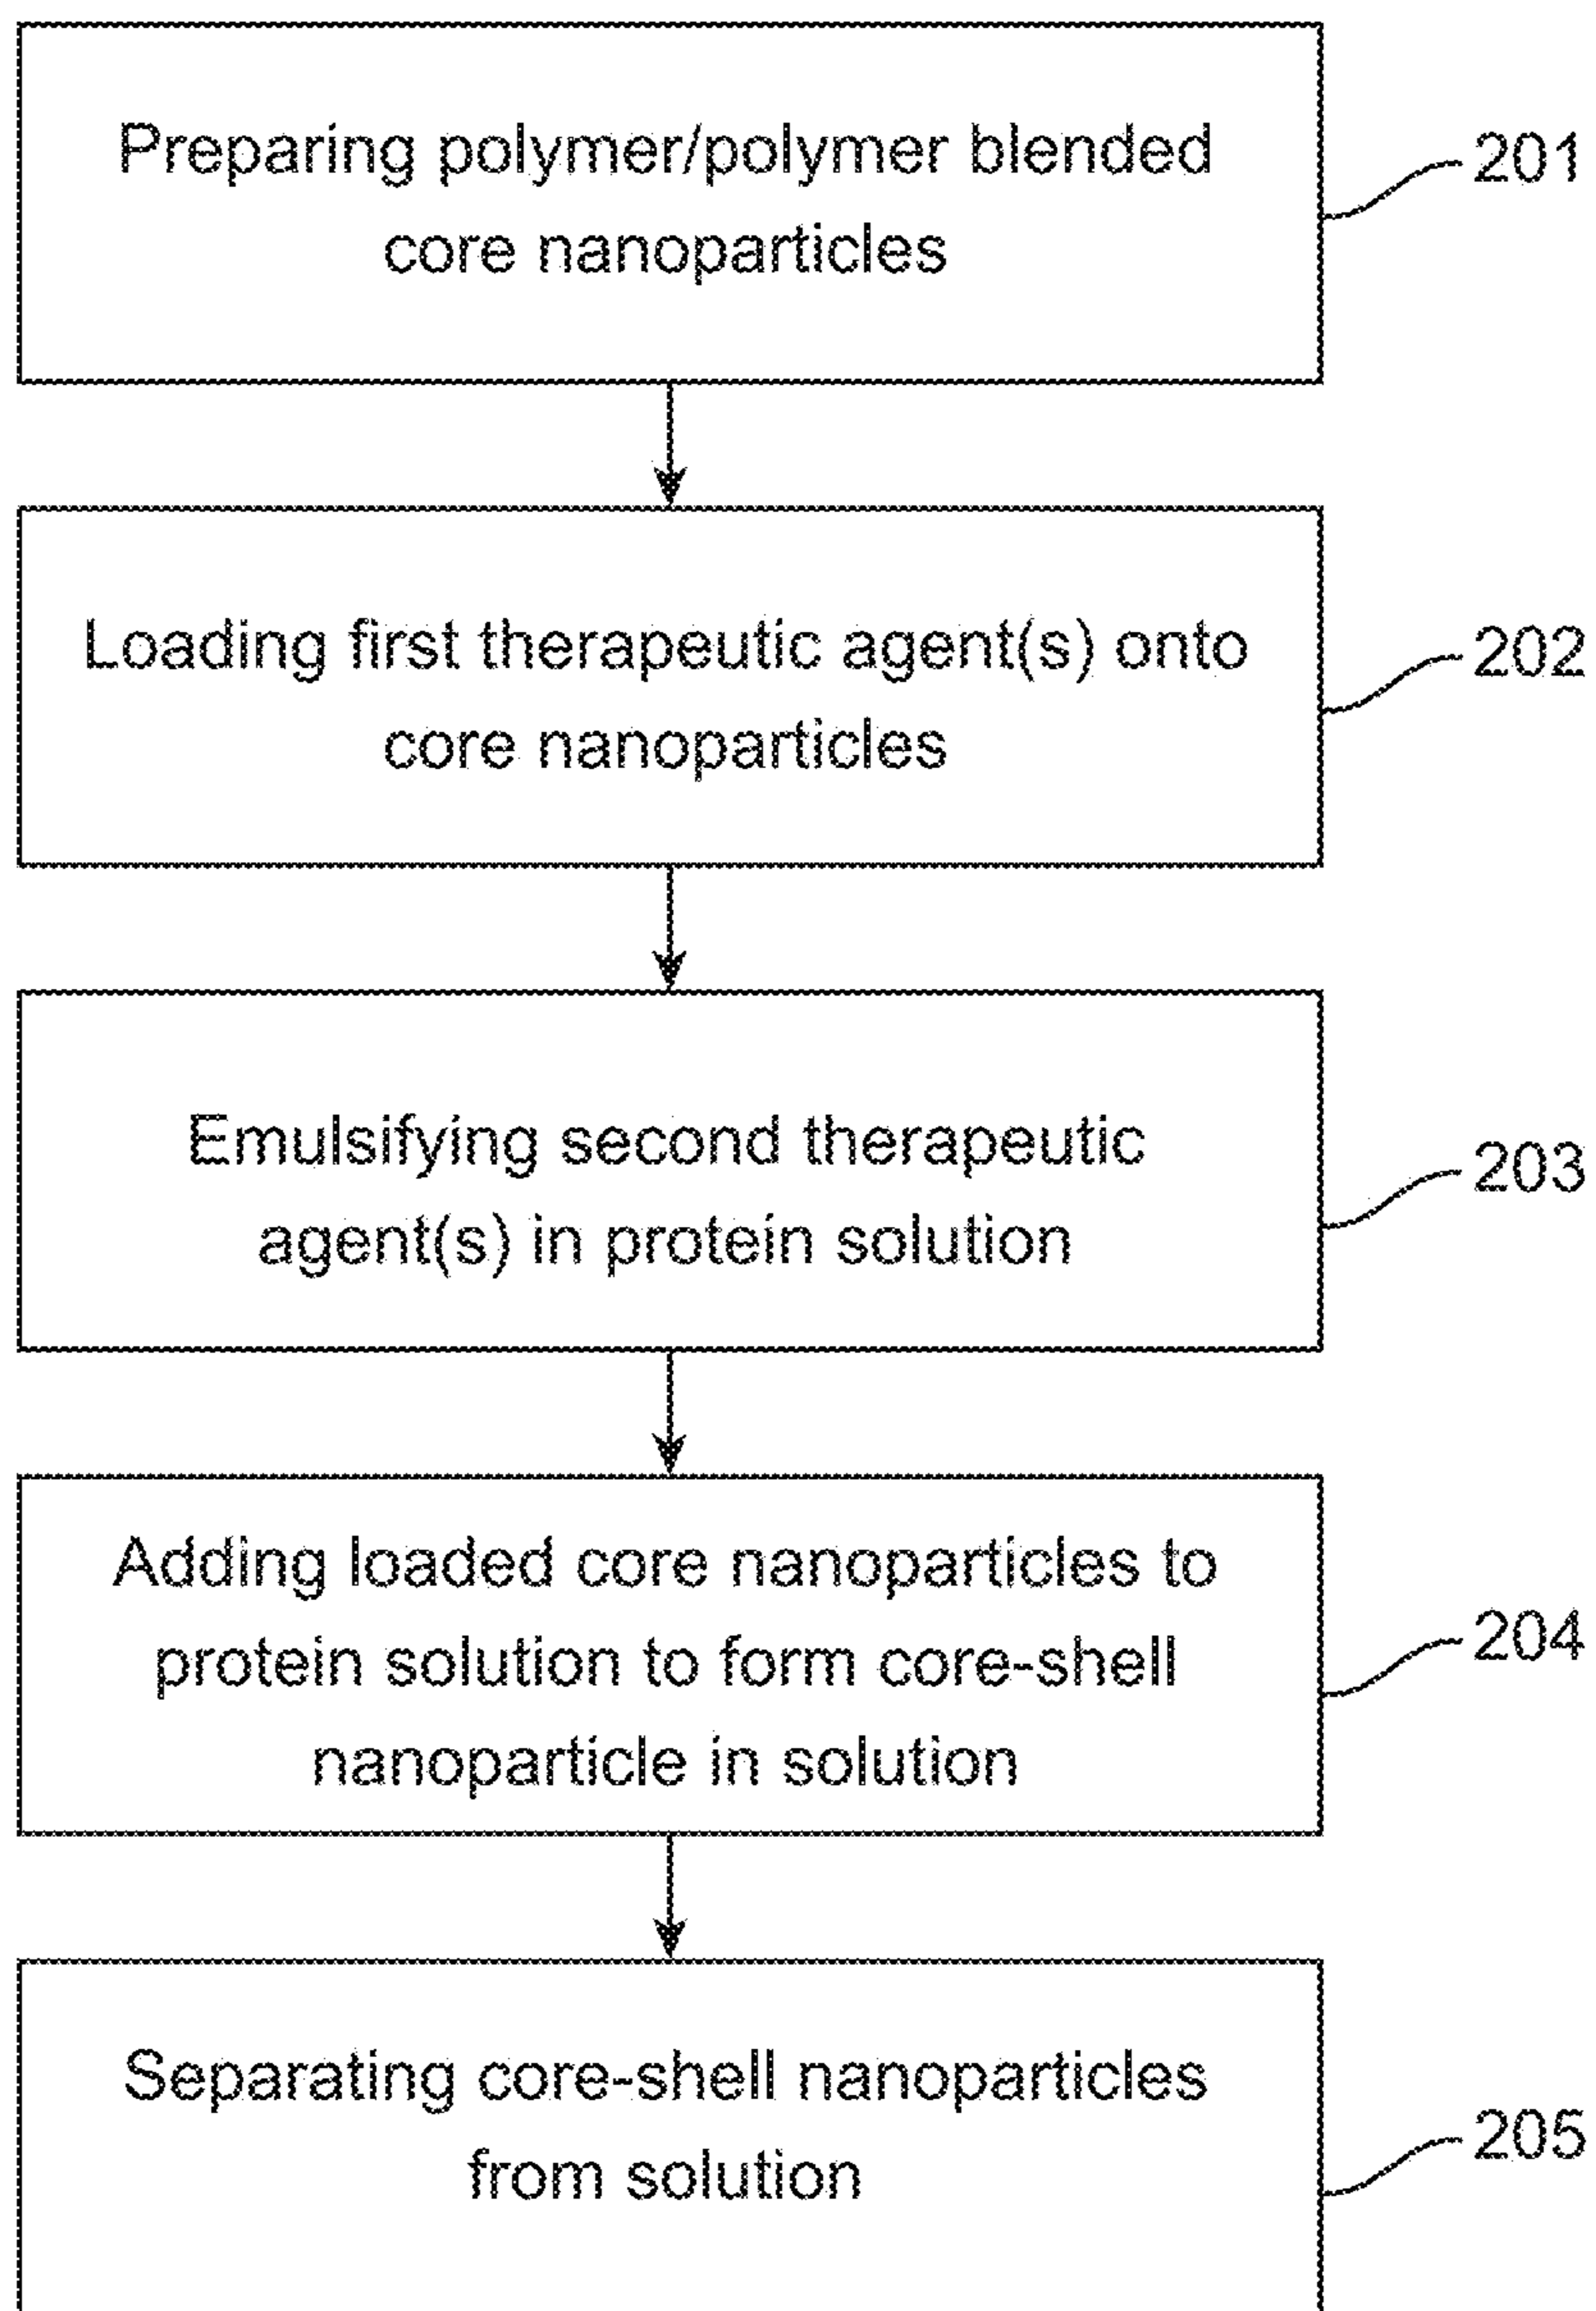 Preparing polymer/polymer blended
core nanoparticles
201
Loading first therapeutic agent(s) onto
core nanoparticles
202
Emulsifying second therapeutic
agent(s) in protein solution
203
Adding loaded core nanoparticles to
protein solution to form core-shell
nanoparticle in solution
204
Separating core-shell nanoparticles
from solution
205